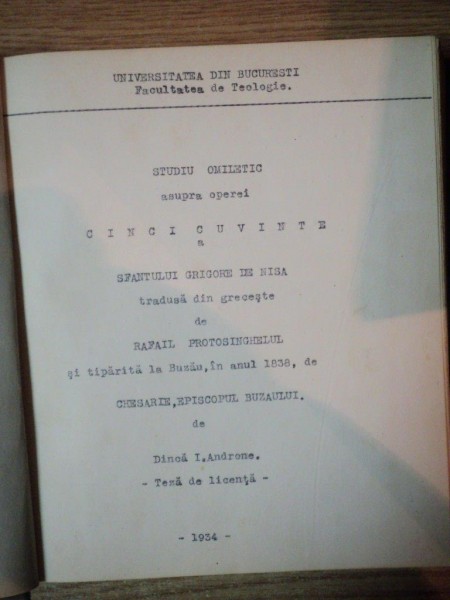 UNIVERSITATEA DIN BUCURESTI
Facultatea de Teologie.
STUDIU OMILETIC
asupra operei
C I N C I C U V I N T E
a
SFANTULUI GRIGORE DE NISA
tradusă din greceşte
de
RAFAIL PROTOSINGHELUL
şi tipărită la Buzău,în anul 1838, de
CHESARIE,EPISCOPUL BUZAULUI.
de
Dincă I.Androne.
- Teză de licenţă -
- 1934 -